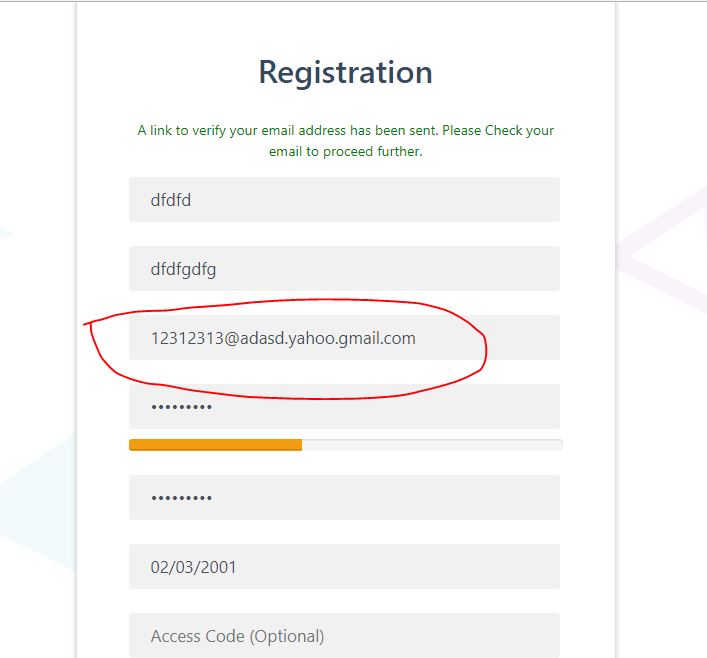 Registration
A link to verify your email address has been sent. Please Check your
email to proceed further.
dfdfd
dfdfgdfg
12312313@adasd.yahoo.gmail.com
•••••••••
•••••••••
02/03/2001
Access Code (Optional)